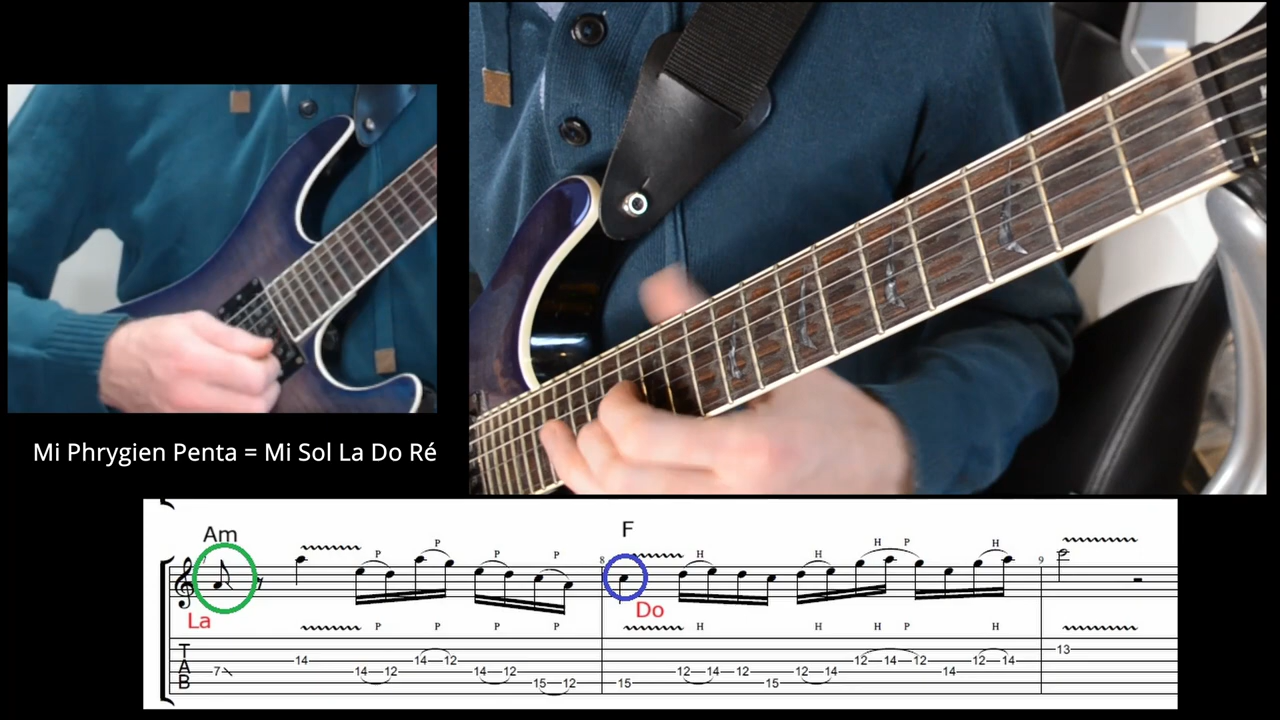 Mi Phrygien Penta = Mi Sol La Do Ré
Am
F
P P P P 8 H H H P H 9
La
Do
P P P P H H H P H
T
A
B
13
14 14 12 12 14 12 12 14
7 14 12 14 12 12 14 12 12 14 14
15 12 15 15